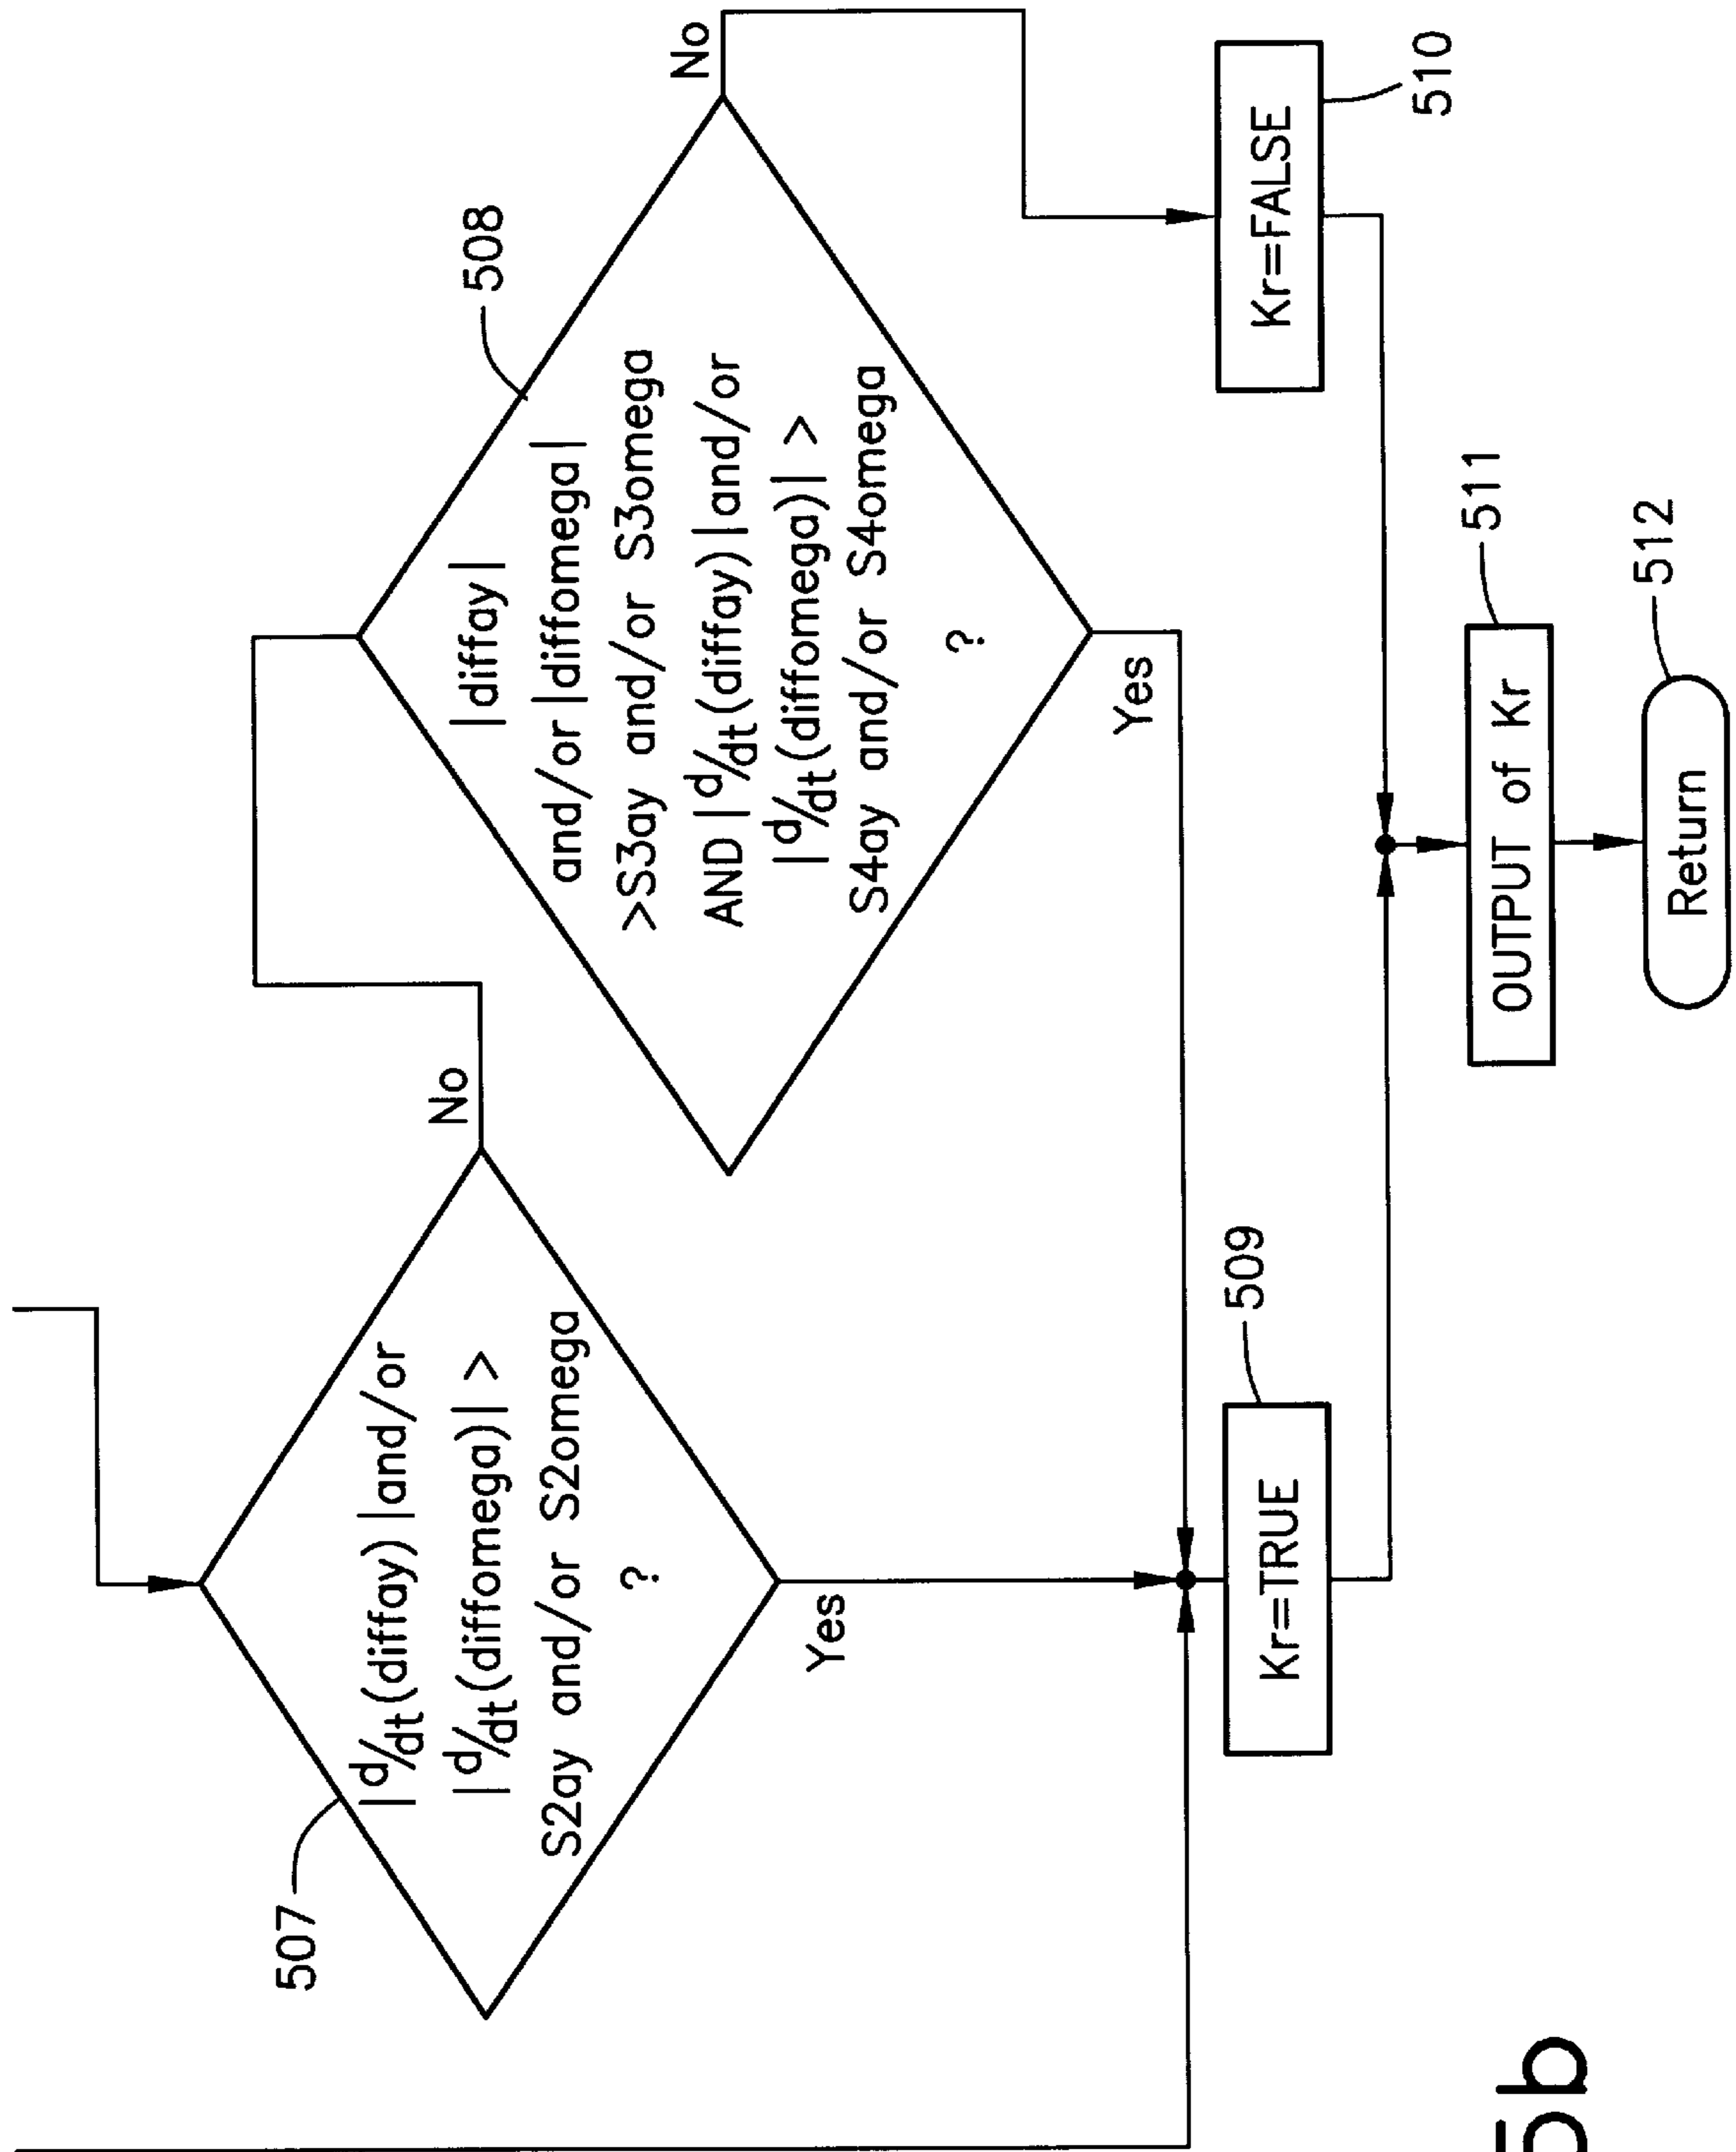 507
|d/dt(diffay)|and/or
|d/dt(diffomega)|>
S2ay and/or S2omega
?
No
Yes
508
|diffay|
and/or|diffomega|
>S3ay and/or S3omega
AND|d/dt(diffay)|and/or
|d/dt(diffomega)|>
S4ay and/or S4omega
?
No
Yes
509
Kr=TRUE
Kr=FALSE
510
511
OUTPUT of Kr
512
Return
5b